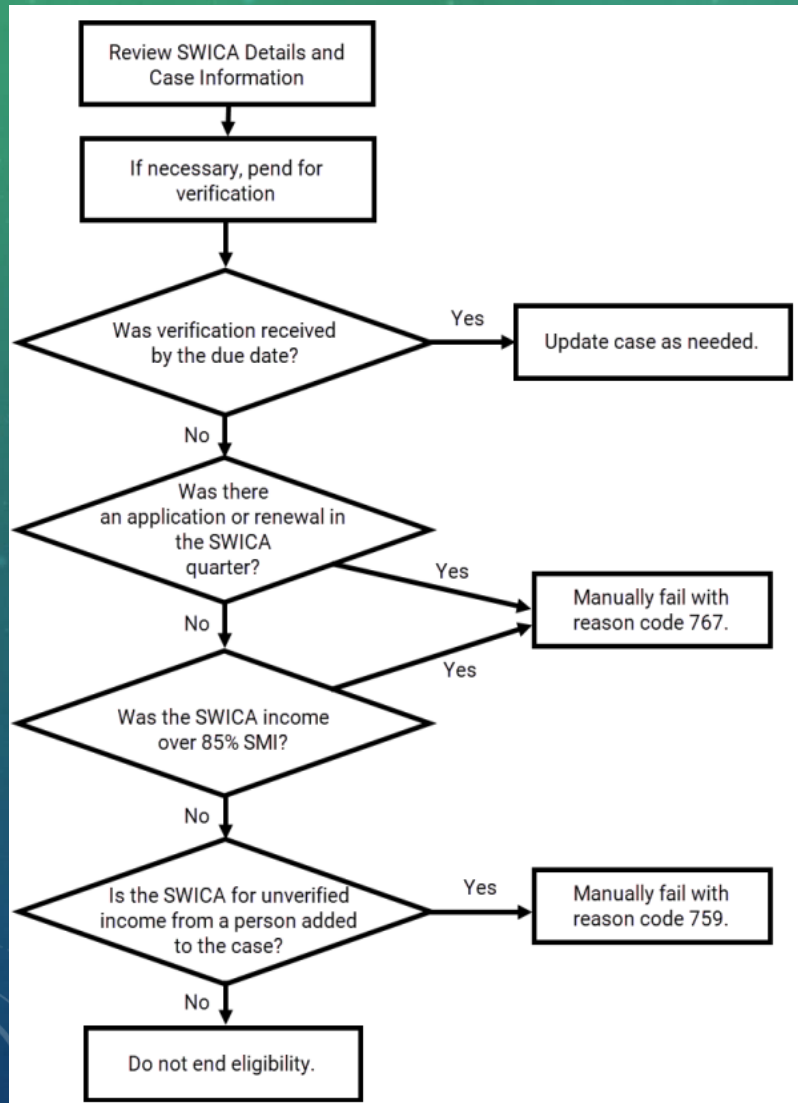 Review SWICA Details and
Case Information
If necessary, pend for
verification
Was verification received
by the due date?
Yes
Update case as needed.
No
Was there
an application or renewal in
the SWICA
quarter?
Yes
Manually fail with
reason code 767.
No
Yes
Was the SWICA income
over 85% SMI?
No
Is the SWICA for unverified
income from a person added
to the case?
Yes
Manually fail with
reason code 759.
No
Do not end eligibility.